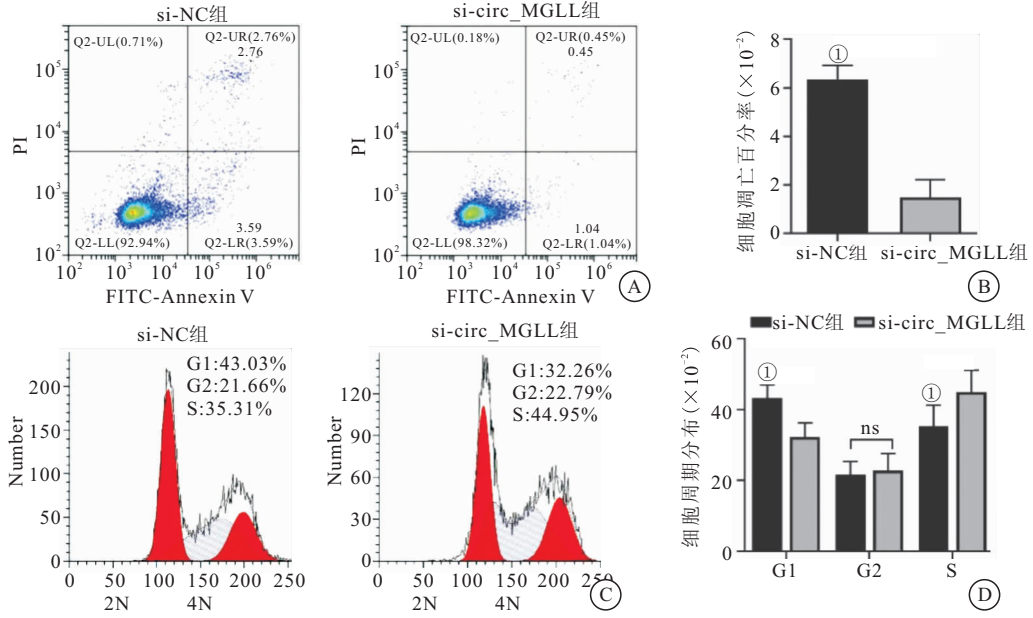 si-NC组
Q2-UL(0.71%)
Q2-UR(2.76%)
2.76
10⁵
10⁴
10³
10²
PI
3.59
Q2-LL(92.94%)
Q2-LR(3.59%)
10² 10³ 10⁴ 10⁵ 10⁶
FITC-Annexin V
si-circ_MGLL组
Q2-UL(0.18%)
Q2-UR(0.45%)
0.45
10⁵
10⁴
10³
10²
PI
1.04
Q2-LL(98.32%)
Q2-LR(1.04%)
10² 10³ 10⁴ 10⁵ 10⁶
FITC-Annexin V
A
细胞凋亡百分率(×10⁻²)
8
6
4
2
0
①
si-NC组 si-circ_MGLL组
B
si-NC组
G1:43.03%
G2:21.66%
S:35.31%
Number
200
150
100
50
0
0 50 100 150 200 250
2N 4N
si-circ_MGLL组
G1:32.26%
G2:22.79%
S:44.95%
Number
120
90
60
30
0
0 50 100 150 200 250
2N 4N
C
si-NC组 si-circ_MGLL组
细胞周期分布(×10⁻²)
60
40
20
0
①
ns
①
G1 G2 S
D